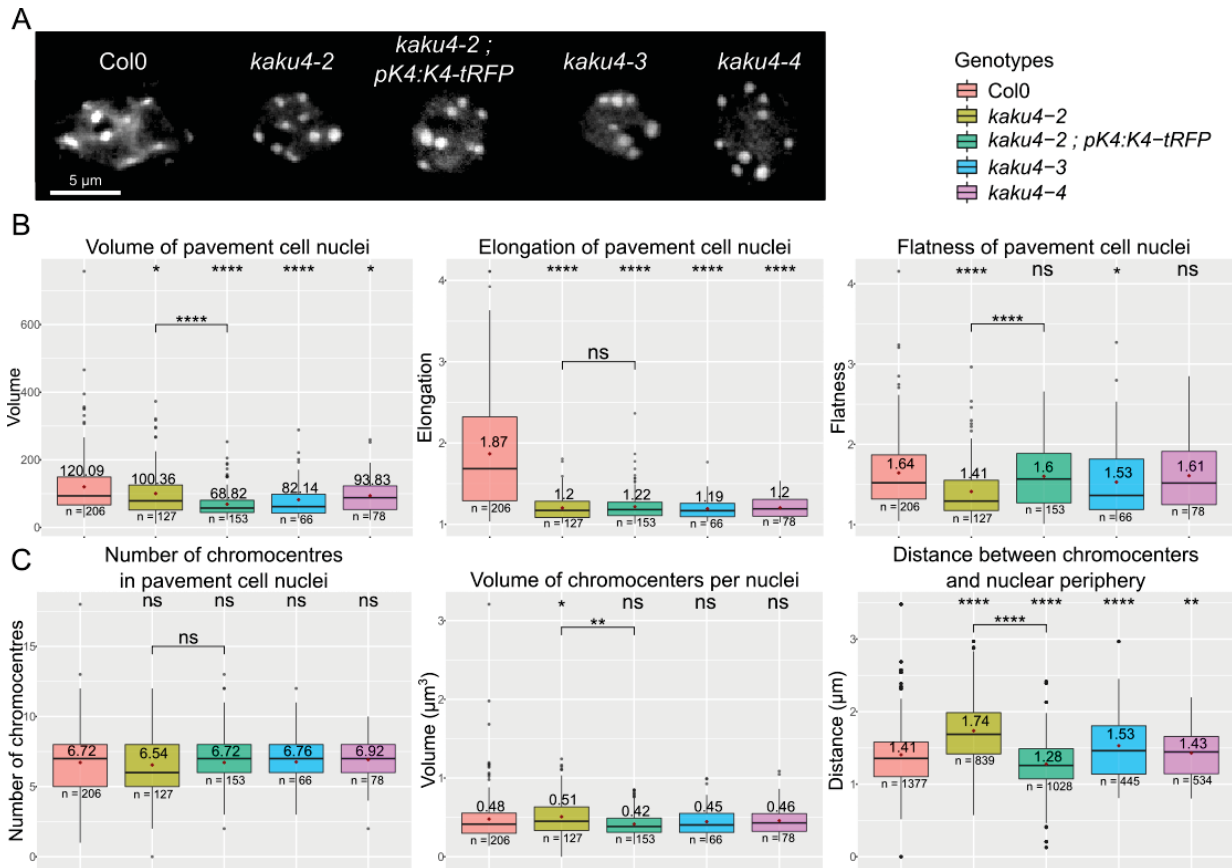 A
Col0
kaku4-2
kaku4-2 ;
pK4:K4-tRFP
kaku4-3
kaku4-4
5 µm
Genotypes
Col0
kaku4−2
kaku4−2 ; pK4:K4−tRFP
kaku4−3
kaku4−4
B
Volume of pavement cell nuclei
Volume
600
400
200
0
* **** **** *
****
120.09 100.36 68.82 82.14 93.83
n = 206 n = 127 n = 153 n = 66 n = 78
Elongation of pavement cell nuclei
Elongation
4
3
2
1
**** **** **** ****
ns
1.87 1.2 1.22 1.19 1.2
n = 206 n = 127 n = 153 n = 66 n = 78
Flatness of pavement cell nuclei
Flatness
4
3
2
1
**** ns * ns
****
1.64 1.41 1.6 1.53 1.61
n = 206 n = 127 n = 153 n = 66 n = 78
C
Number of chromocentres
in pavement cell nuclei
Number of chromocentres
15
10
5
0
ns ns ns ns
ns
6.72 6.54 6.72 6.76 6.92
n = 206 n = 127 n = 153 n = 66 n = 78
Volume of chromocenters per nuclei
Volume (µm³)
3
2
1
0
* ns ns ns
**
0.48 0.51 0.42 0.45 0.46
n = 206 n = 127 n = 153 n = 66 n = 78
Distance between chromocenters
and nuclear periphery
Distance (µm)
3
2
1
0
**** **** **** **
****
1.41 1.74 1.28 1.53 1.43
n = 1377 n = 839 n = 1028 n = 445 n = 534